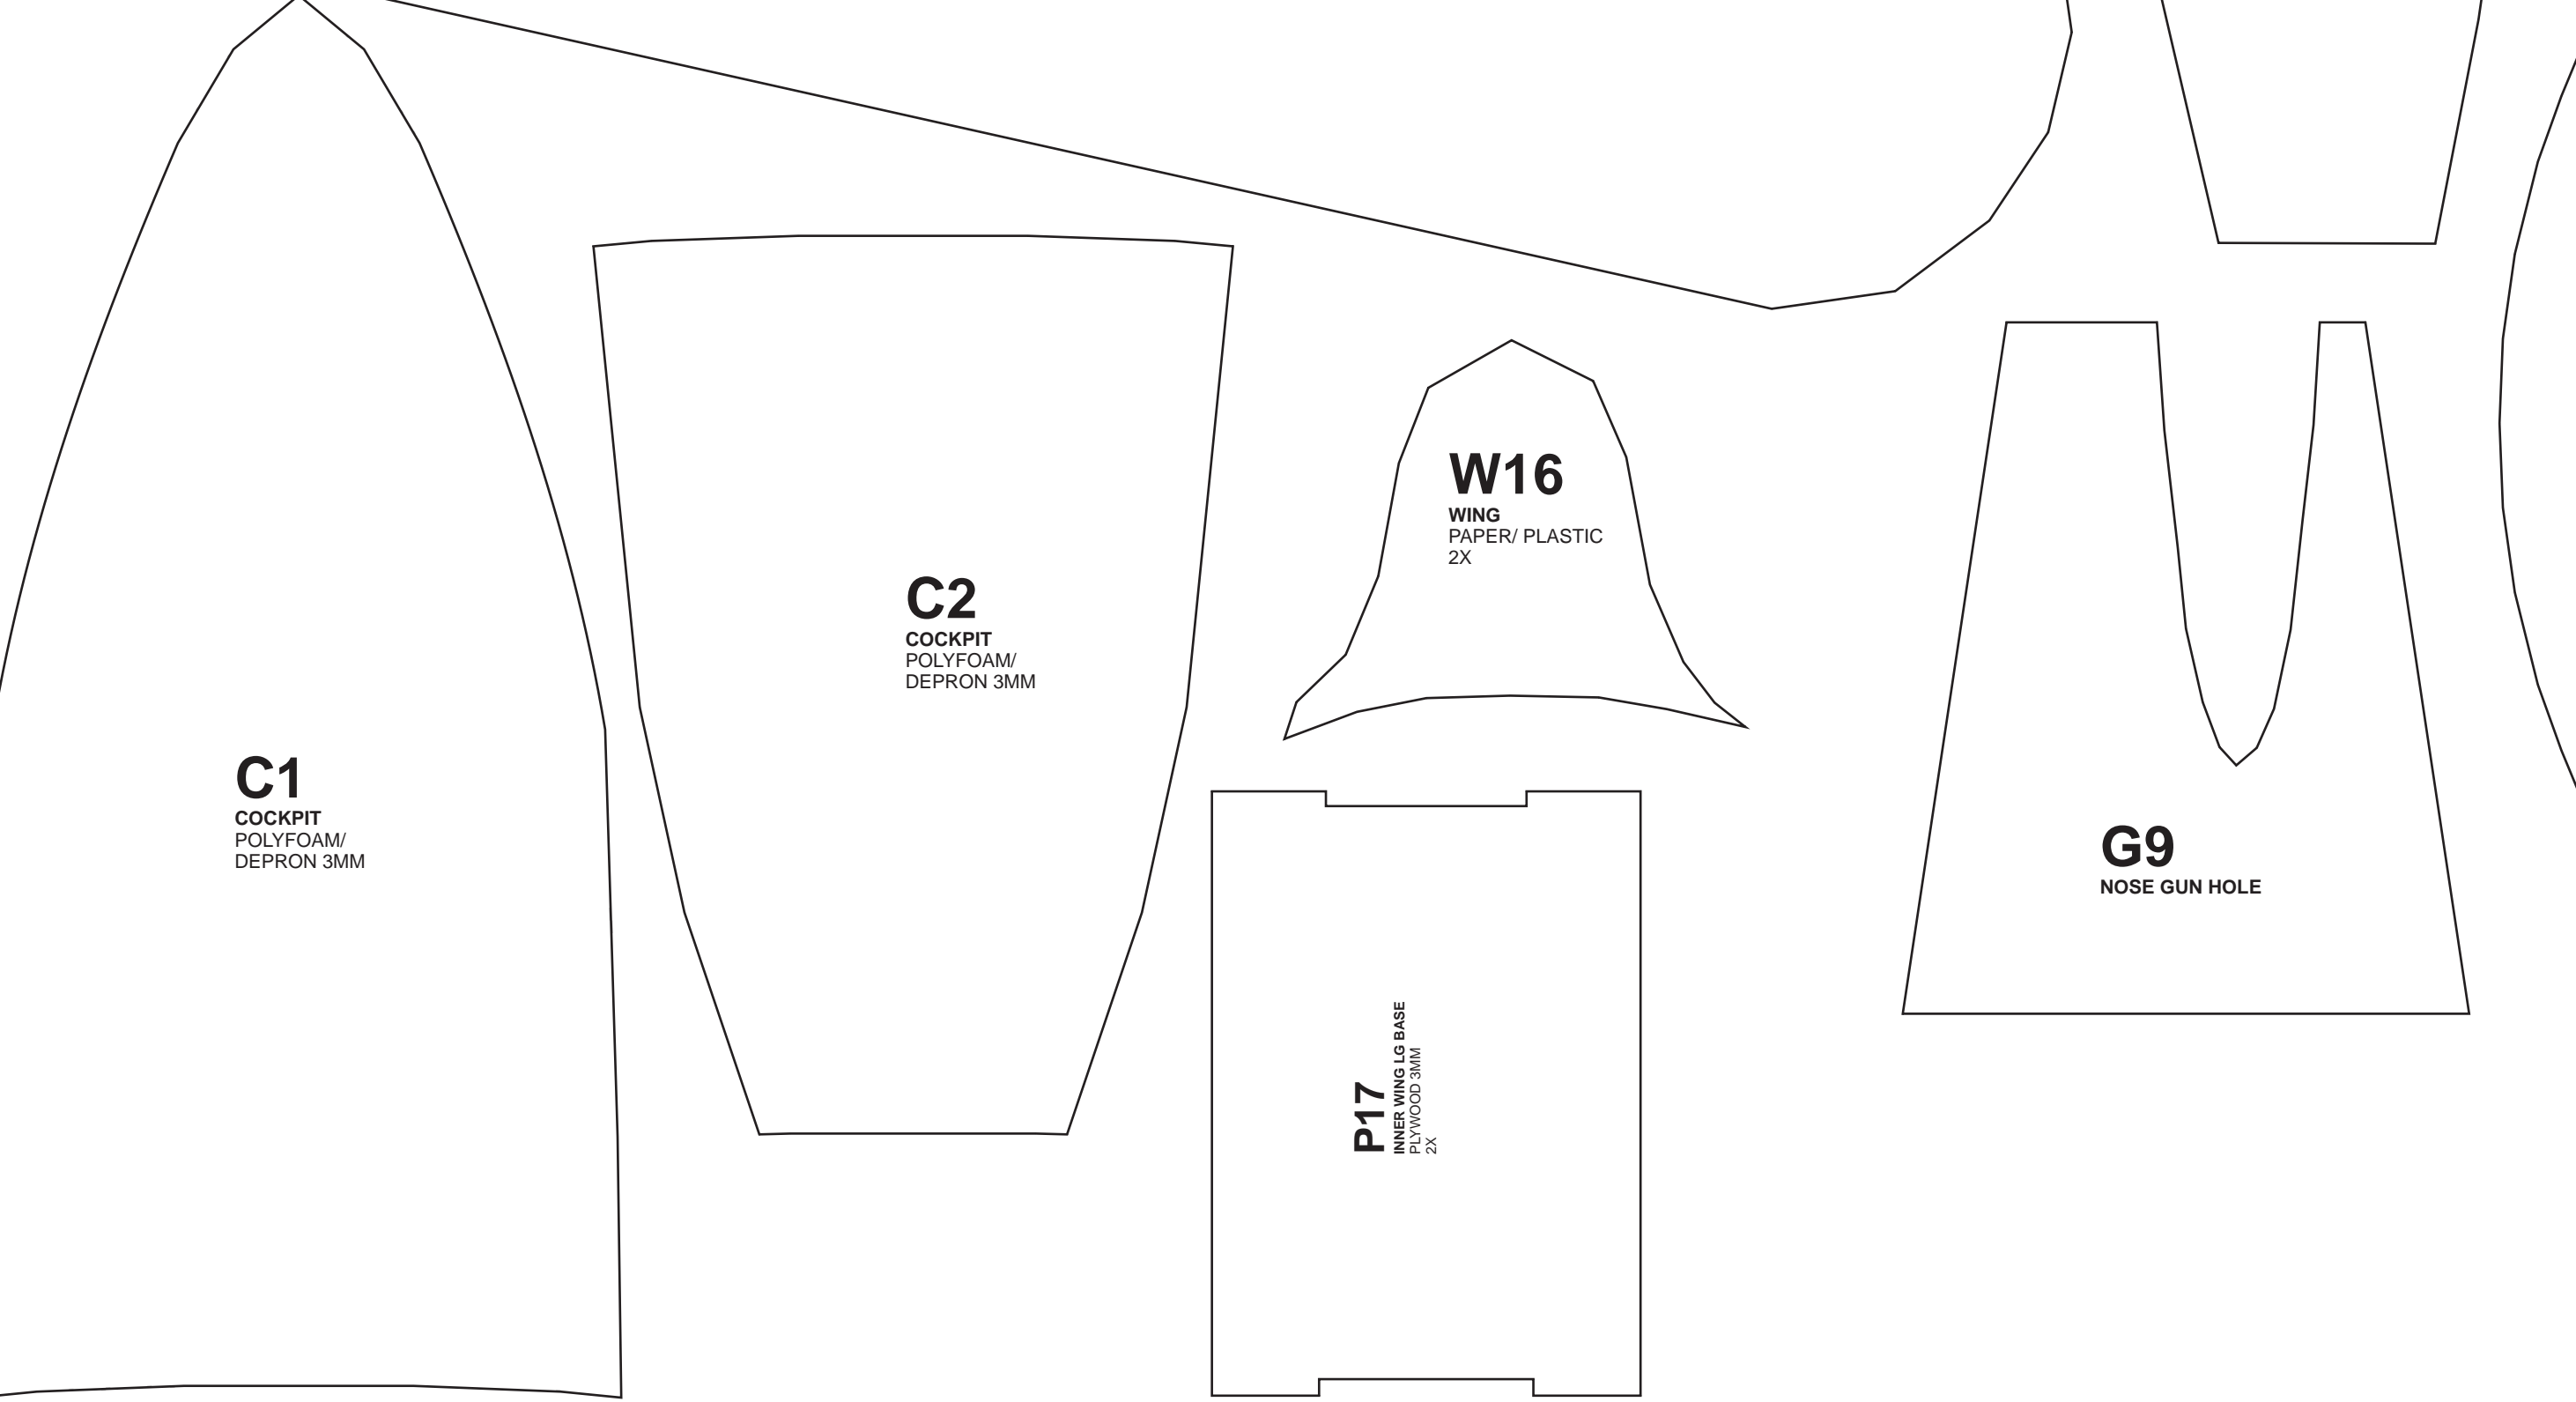 C1
COCKPIT
POLYFOAM/
DEPRON 3MM
C2
COCKPIT
POLYFOAM/
DEPRON 3MM
W16
WING
PAPER/ PLASTIC
2X
P17
INNER WING LG BASE
PLYWOOD 3MM
2X
G9
NOSE GUN HOLE